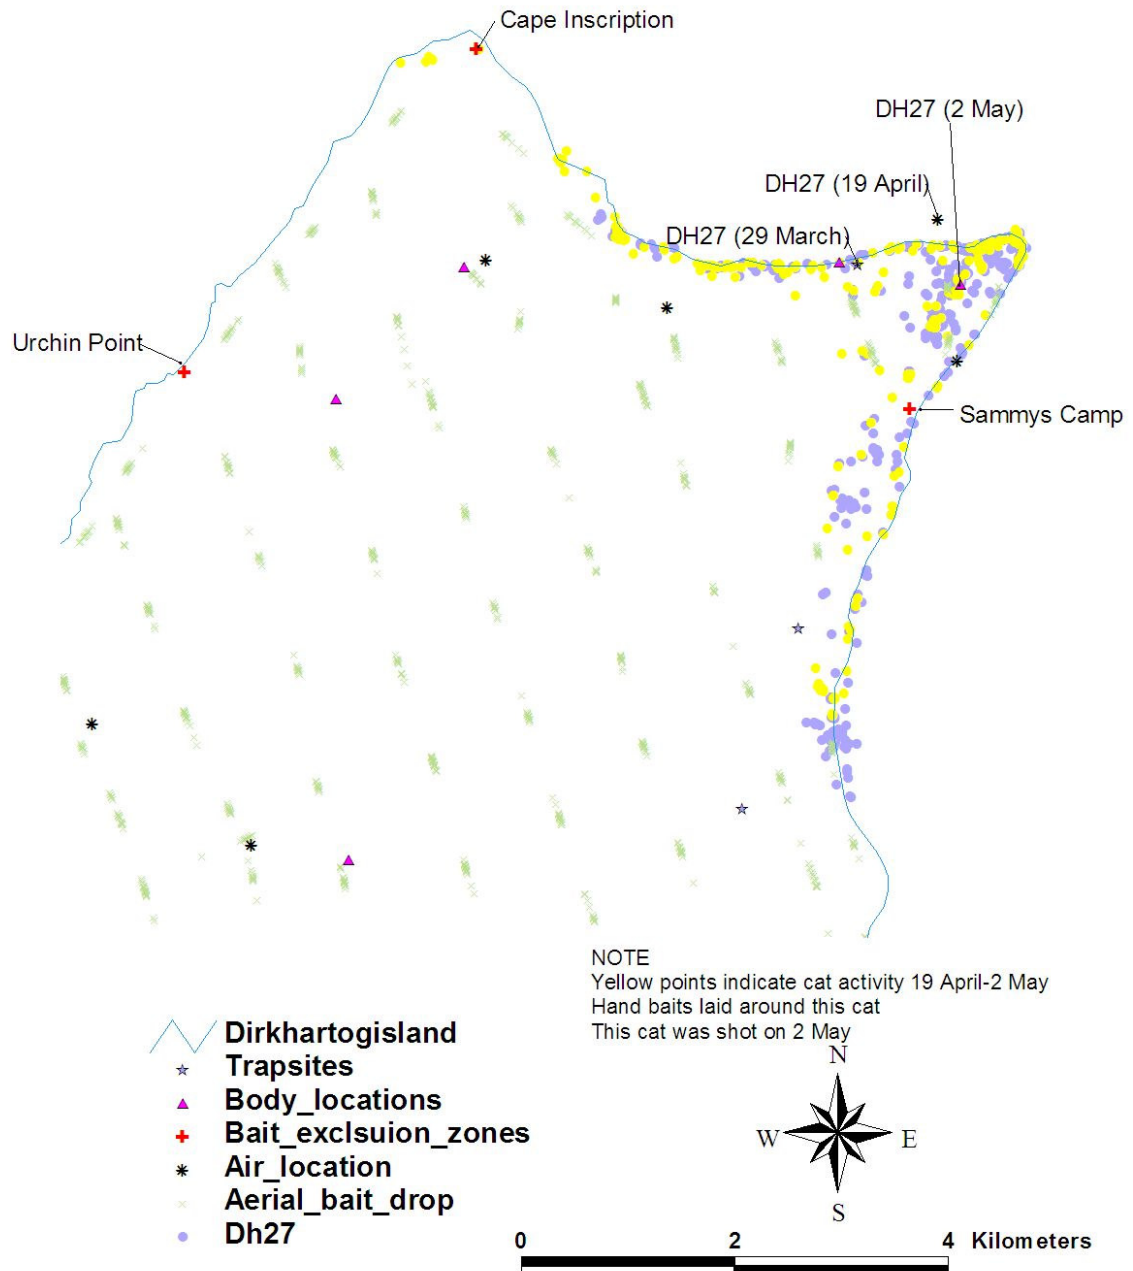 Cape Inscription
DH27 (2 May)
DH27 (19 April)
DH27 (29 March)
Urchin Point
Sammys Camp
NOTE
Yellow points indicate cat activity 19 April-2 May
Hand baits laid around this cat
This cat was shot on 2 May
Dirkhartogisland
Trapsites
Body_locations
Bait_exclsuion_zones
Air_location
Aerial_bait_drop
Dh27
N
W E
S
0 2 4 Kilometers